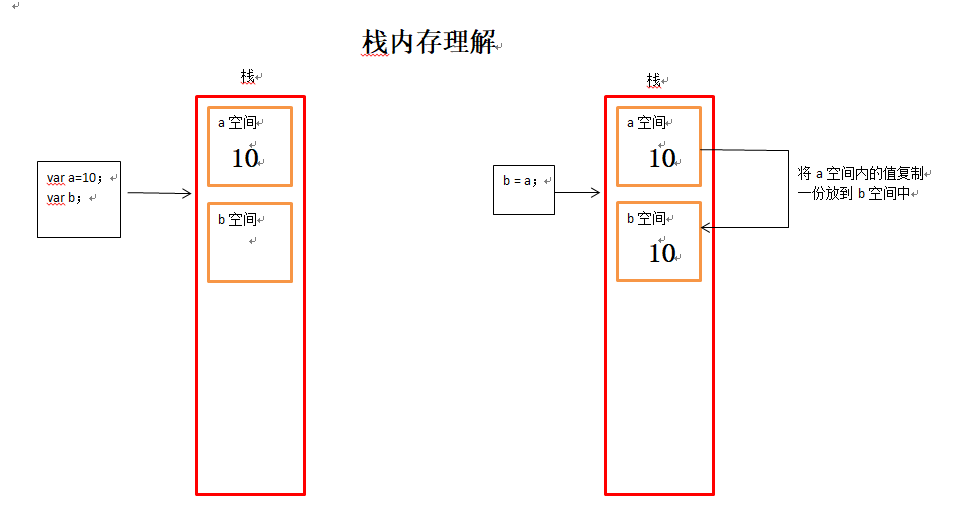 栈内存理解
栈
a 空间
10
b 空间
var a=10；
var b；
栈
a 空间
10
b 空间
10
b = a；
将 a 空间内的值复制
一份放到 b 空间中